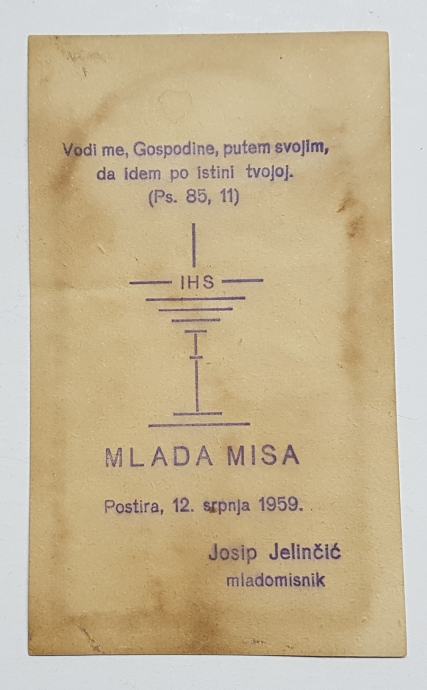 Vodi me, Gospodine, putem svojim,
da idem po istini tvojoj.
(Ps. 85, 11)
IHS
MLADA MISA
Postira, 12. srpnja 1959.
Josip Jelinčić
mladomisnik